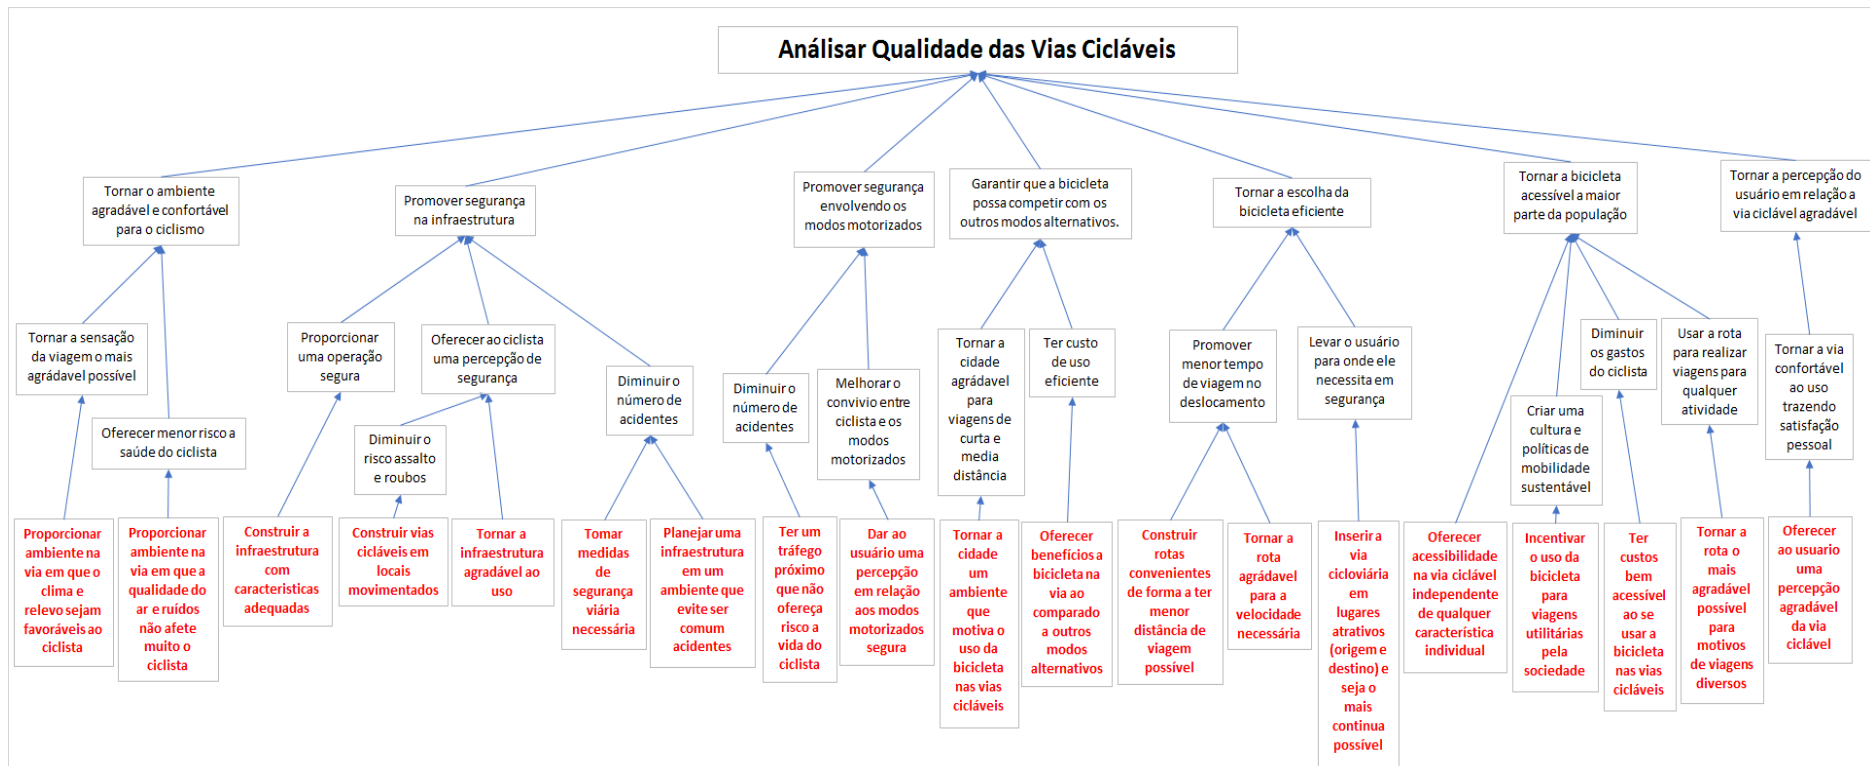 Análisar Qualidade das Vias Cicláveis
Tornar o ambiente
agradável e confortável
para o ciclismo
Promover segurança
na infraestrutura
Promover segurança
envolvendo os
modos motorizados
Garantir que a bicicleta
possa competir com os
outros modos alternativos.
Tornar a escolha da
bicicleta eficiente
Tornar a bicicleta
acessível a maior
parte da população
Tornar a percepção do
usuário em relação a
via ciclável agradável
Tornar a sensação
da viagem o mais
agrádavel possível
Oferecer menor risco a
saúde do ciclista
Proporcionar
uma operação
segura
Oferecer ao ciclista
uma percepção de
segurança
Diminuir o
risco assalto
e roubos
Diminuir o
número de
acidentes
Diminuir o
número de
acidentes
Melhorar o
convivio entre
ciclista e os
modos
motorizados
Tornar a
cidade
agrádavel
para
viagens de
curta e
media
distância
Ter custo
de uso
eficiente
Promover
menor tempo
de viagem no
deslocamento
Levar o usuário
para onde ele
necessita em
segurança
Criar uma
cultura e
políticas de
mobilidade
sustentável
Diminuir
os gastos
do ciclista
Usar a rota
para realizar
viagens para
qualquer
atividade
Tornar a via
confortável
ao uso
trazendo
satisfação
pessoal
Proporcionar
ambiente na
via em que o
clima e
relevo sejam
favoráveis ao
ciclista
Proporcionar
ambiente na
via em que a
qualidade do
ar e ruídos
não afete
muito o
ciclista
Construir a
infraestrutura
com
caracteristicas
adequadas
Construir vias
cicláveis em
locais
movimentados
Tornar a
infraestrutura
agradável ao
uso
Tomar
medidas
de
segurança
viária
necessária
Planejar uma
infraestrutura
em um
ambiente que
evite ser
comum
acidentes
Ter um
tráfego
próximo
que não
ofereça
risco a
vida do
ciclista
Dar ao
usuário uma
percepção
em relação
aos modos
motorizados
segura
Tornar a
cidade um
ambiente
que
motiva o
uso da
bicicleta
nas vias
cicláveis
Oferecer
benefícios a
bicicleta na
via ao
comparado
a outros
modos
alternativos
Construir
rotas
convenientes
de forma a ter
menor
distância de
viagem
possível
Tornar a
rota
agrádavel
para a
velocidade
necessária
Inserir a
via
cicloviária
em
lugares
atrativos
(origem e
destino) e
seja o
mais
continua
possível
Oferecer
acessibilidade
na via ciclável
independente
de qualquer
característica
individual
Incentivar o
uso da
bicicleta
para
viagens
utilitárias
pela
sociedade
Ter
custos
bem
acessível
ao se
usar a
bicicleta
nas vias
cicláveis
Tornar a
rota o
mais
agradável
possível
para
motivos
de viagens
diversos
Oferecer
ao usuario
uma
percepção
agradável
da via
ciclável